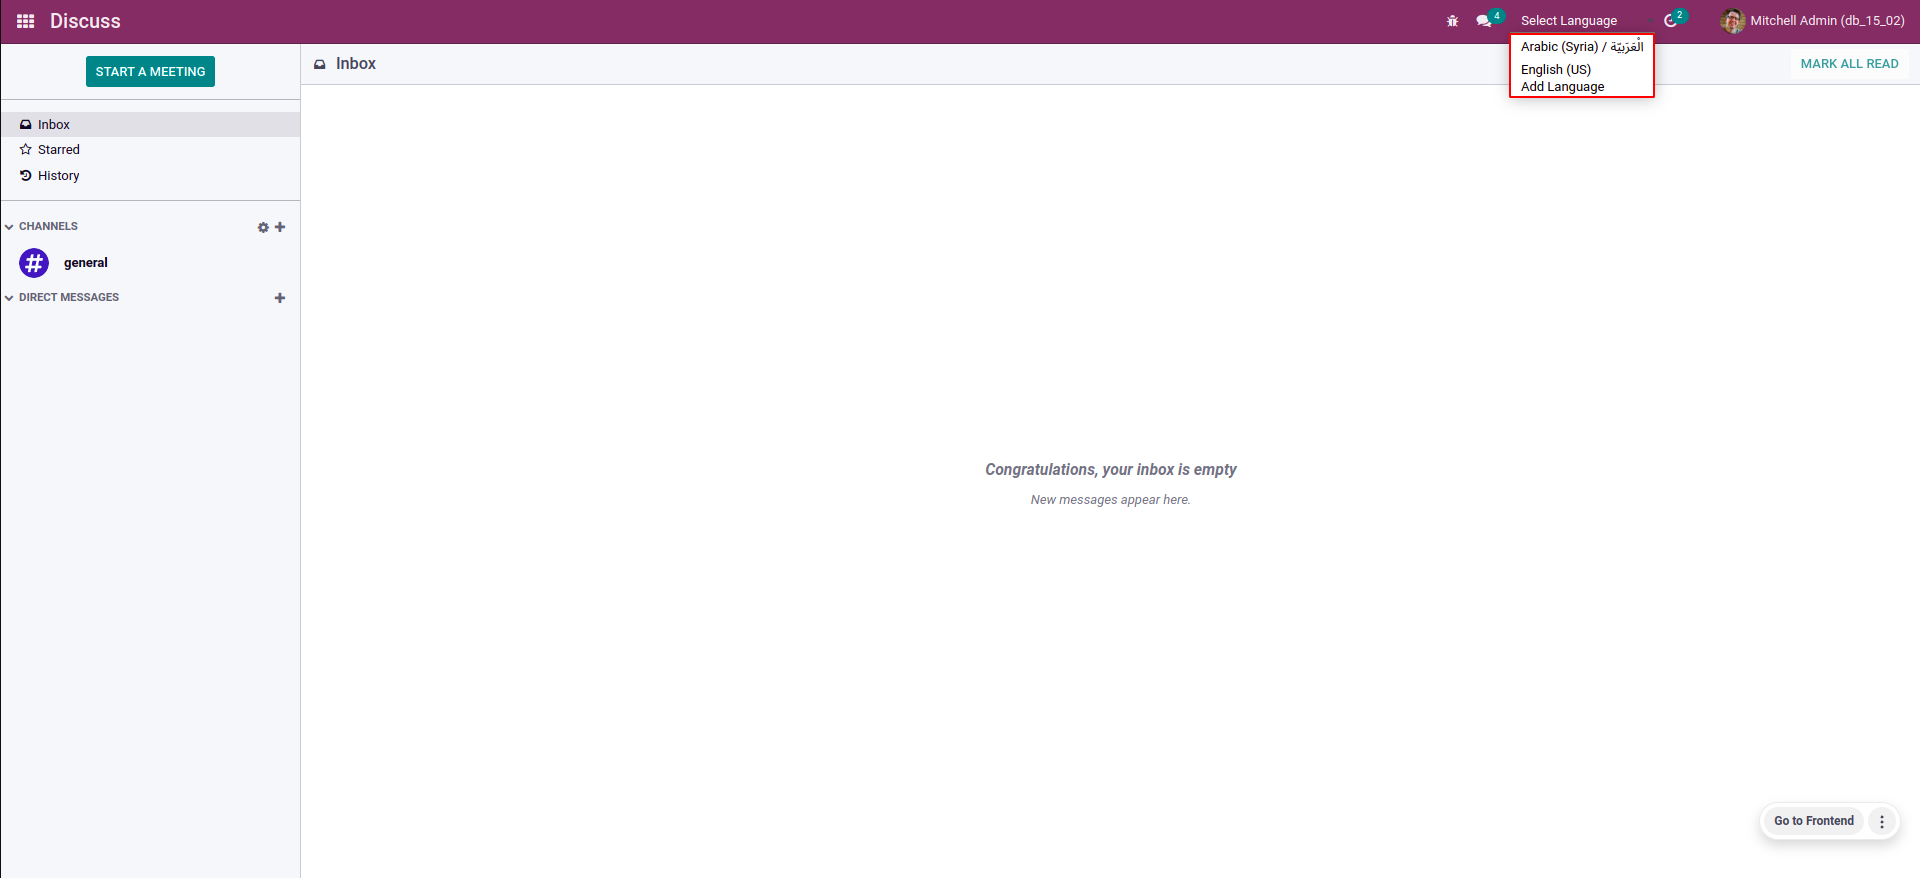 Discuss
4
Select Language
2
Mitchell Admin (db_15_02)
START A MEETING
Inbox
MARK ALL READ
Arabic (Syria) / الْعَرَبيّة
English (US)
Add Language
Inbox
Starred
History
CHANNELS
general
DIRECT MESSAGES
Congratulations, your inbox is empty
New messages appear here.
Go to Frontend